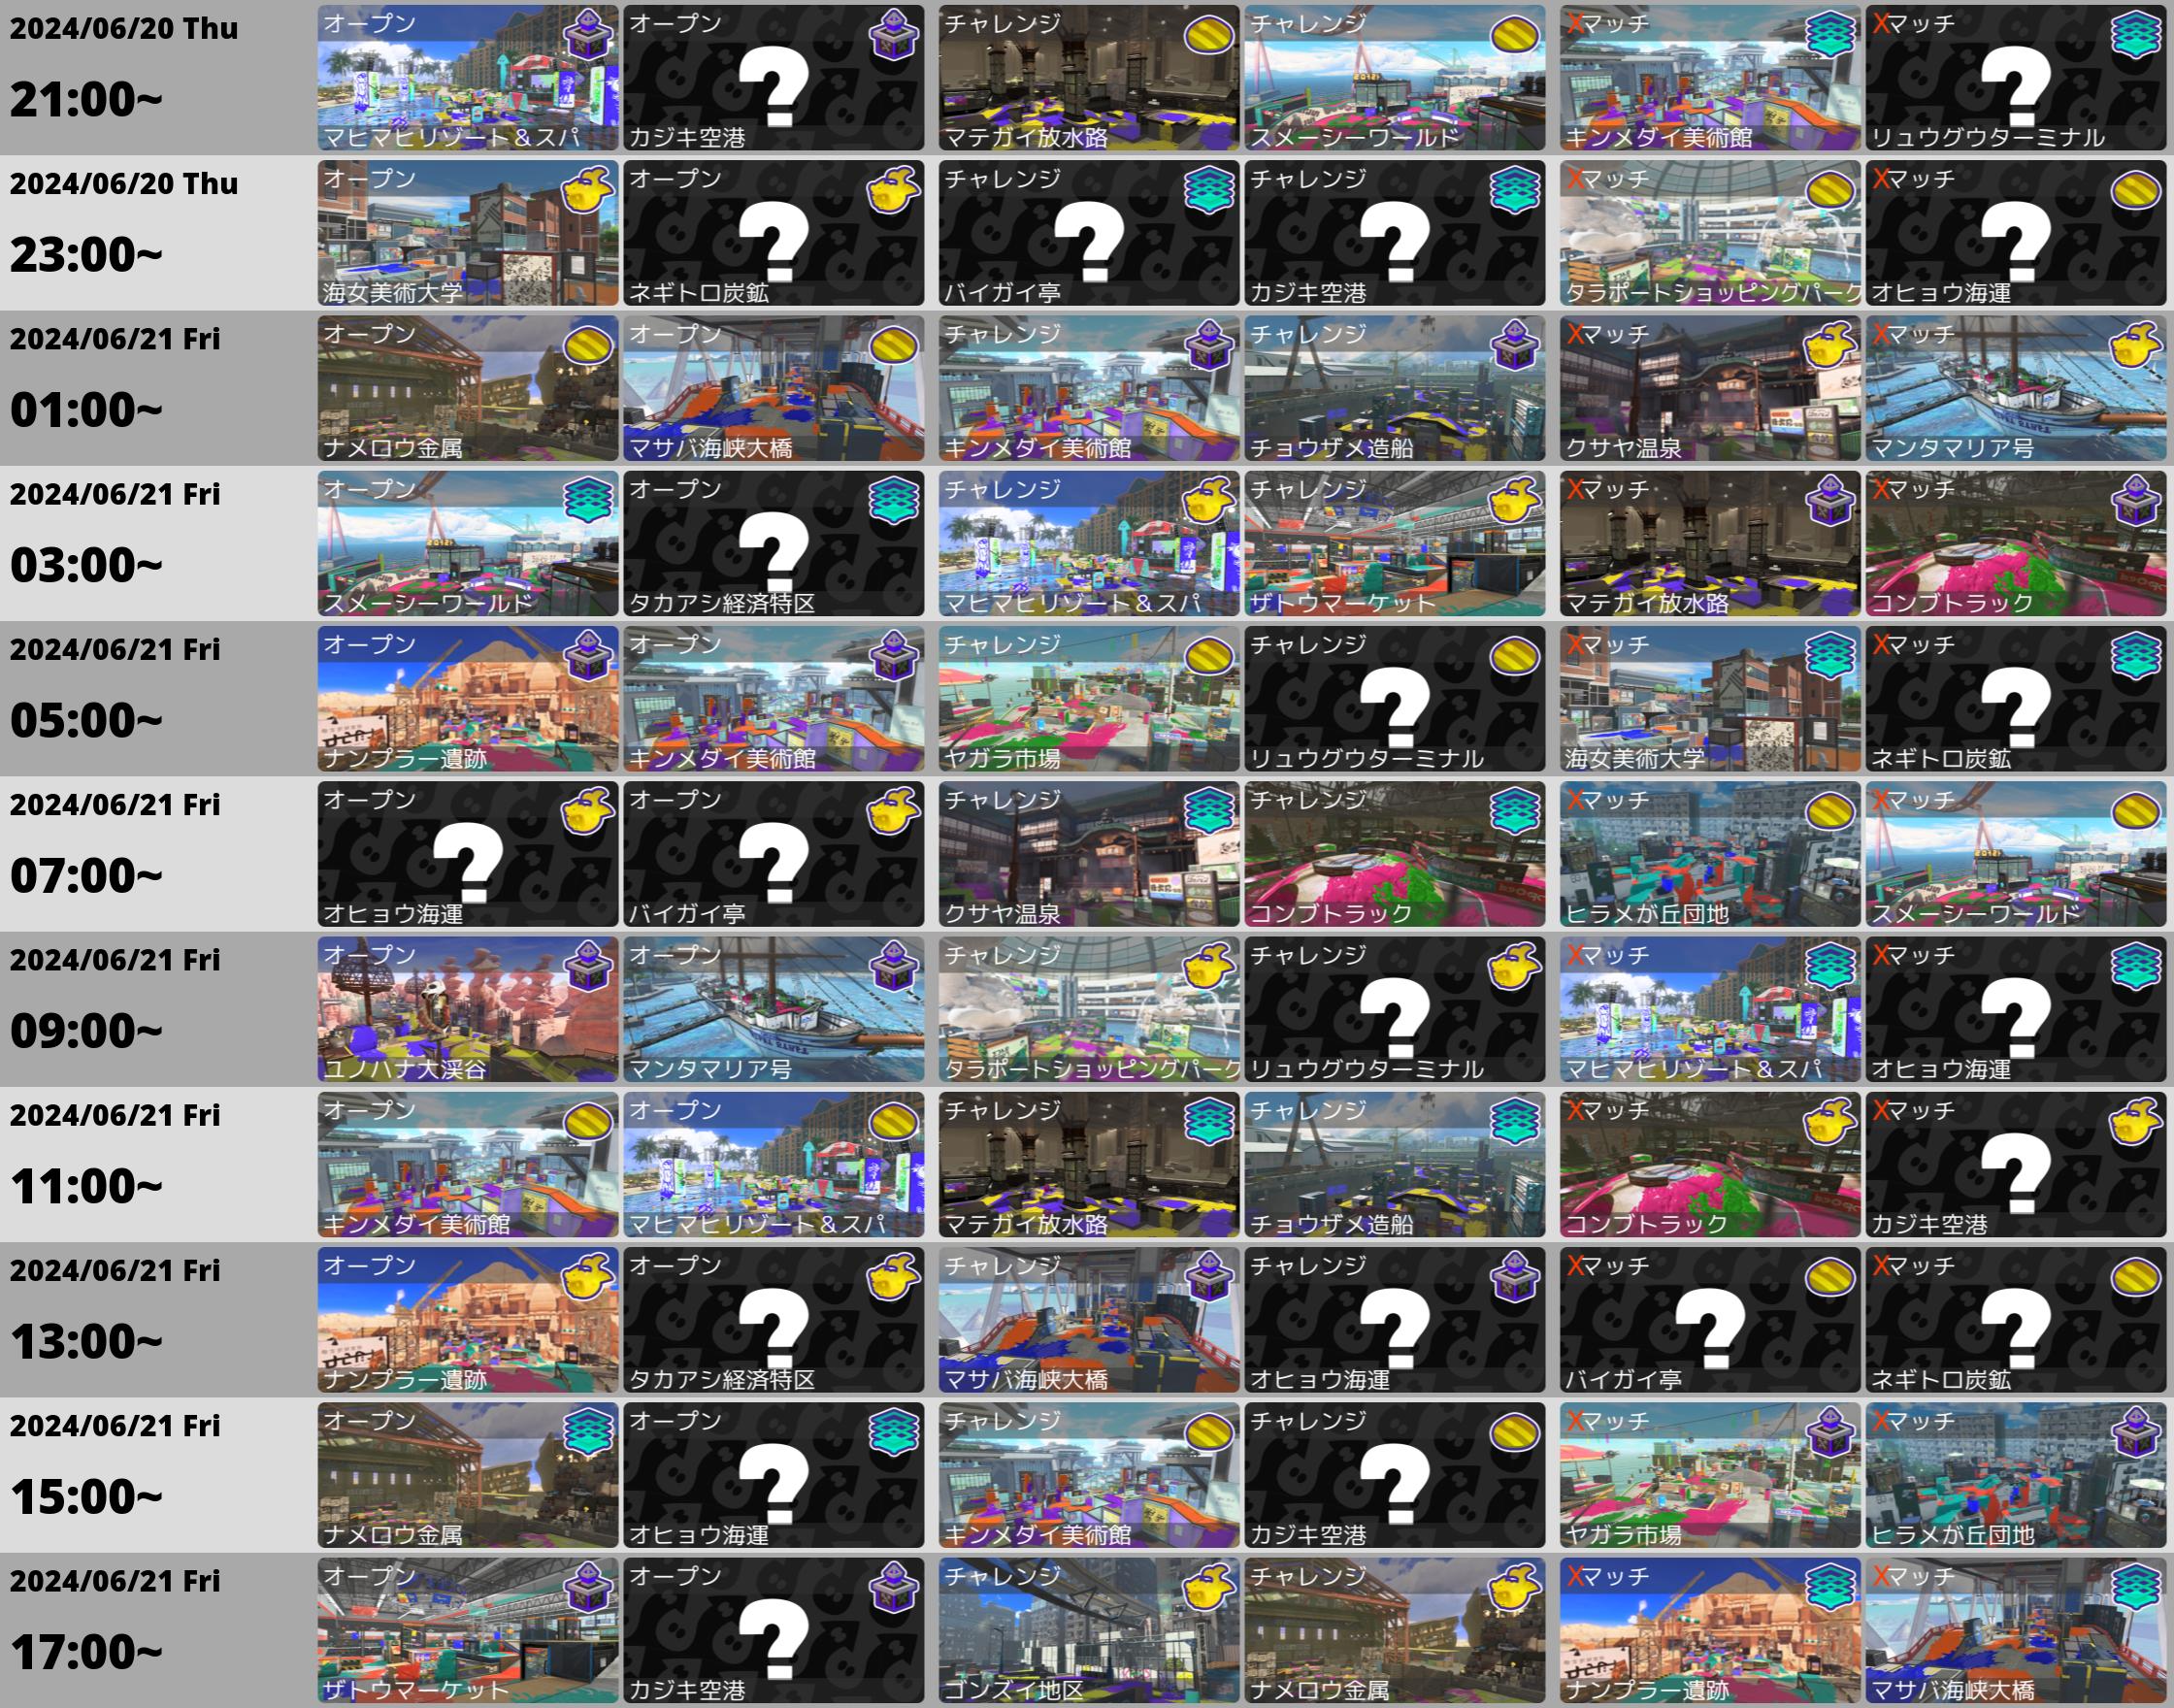 2024/06/20 Thu
21:00~
オープン
マヒマヒリゾート＆スパ
オープン
カジキ空港
チャレンジ
マテガイ放水路
チャレンジ
スメーシーワールド
Xマッチ
キンメダイ美術館
Xマッチ
リュウグウターミナル
2024/06/20 Thu
23:00~
オープン
海女美術大学
オープン
ネギトロ炭鉱
チャレンジ
バイガイ亭
チャレンジ
カジキ空港
Xマッチ
タラポートショッピングパーク
Xマッチ
オヒョウ海運
2024/06/21 Fri
01:00~
オープン
ナメロウ金属
オープン
マサバ海峡大橋
チャレンジ
キンメダイ美術館
チャレンジ
チョウザメ造船
Xマッチ
クサヤ温泉
Xマッチ
マンタマリア号
2024/06/21 Fri
03:00~
オープン
スメーシーワールド
オープン
タカアシ経済特区
チャレンジ
マヒマヒリゾート＆スパ
チャレンジ
ザトウマーケット
Xマッチ
マテガイ放水路
Xマッチ
コンブトラック
2024/06/21 Fri
05:00~
オープン
ナンプラー遺跡
オープン
キンメダイ美術館
チャレンジ
ヤガラ市場
チャレンジ
リュウグウターミナル
Xマッチ
海女美術大学
Xマッチ
ネギトロ炭鉱
2024/06/21 Fri
07:00~
オープン
オヒョウ海運
オープン
バイガイ亭
チャレンジ
クサヤ温泉
チャレンジ
コンブトラック
Xマッチ
ヒラメが丘団地
Xマッチ
スメーシーワールド
2024/06/21 Fri
09:00~
オープン
ユノハナ大渓谷
オープン
マンタマリア号
チャレンジ
タラポートショッピングパーク
チャレンジ
リュウグウターミナル
Xマッチ
マヒマヒリゾート＆スパ
Xマッチ
オヒョウ海運
2024/06/21 Fri
11:00~
オープン
キンメダイ美術館
オープン
マヒマヒリゾート＆スパ
チャレンジ
マテガイ放水路
チャレンジ
チョウザメ造船
Xマッチ
コンブトラック
Xマッチ
カジキ空港
2024/06/21 Fri
13:00~
オープン
ナンプラー遺跡
オープン
タカアシ経済特区
チャレンジ
マサバ海峡大橋
チャレンジ
オヒョウ海運
Xマッチ
バイガイ亭
Xマッチ
ネギトロ炭鉱
2024/06/21 Fri
15:00~
オープン
ナメロウ金属
オープン
オヒョウ海運
チャレンジ
キンメダイ美術館
チャレンジ
カジキ空港
Xマッチ
ヤガラ市場
Xマッチ
ヒラメが丘団地
2024/06/21 Fri
17:00~
オープン
ザトウマーケット
オープン
カジキ空港
チャレンジ
ゴンズイ地区
チャレンジ
ナメロウ金属
Xマッチ
ナンプラー遺跡
Xマッチ
マサバ海峡大橋